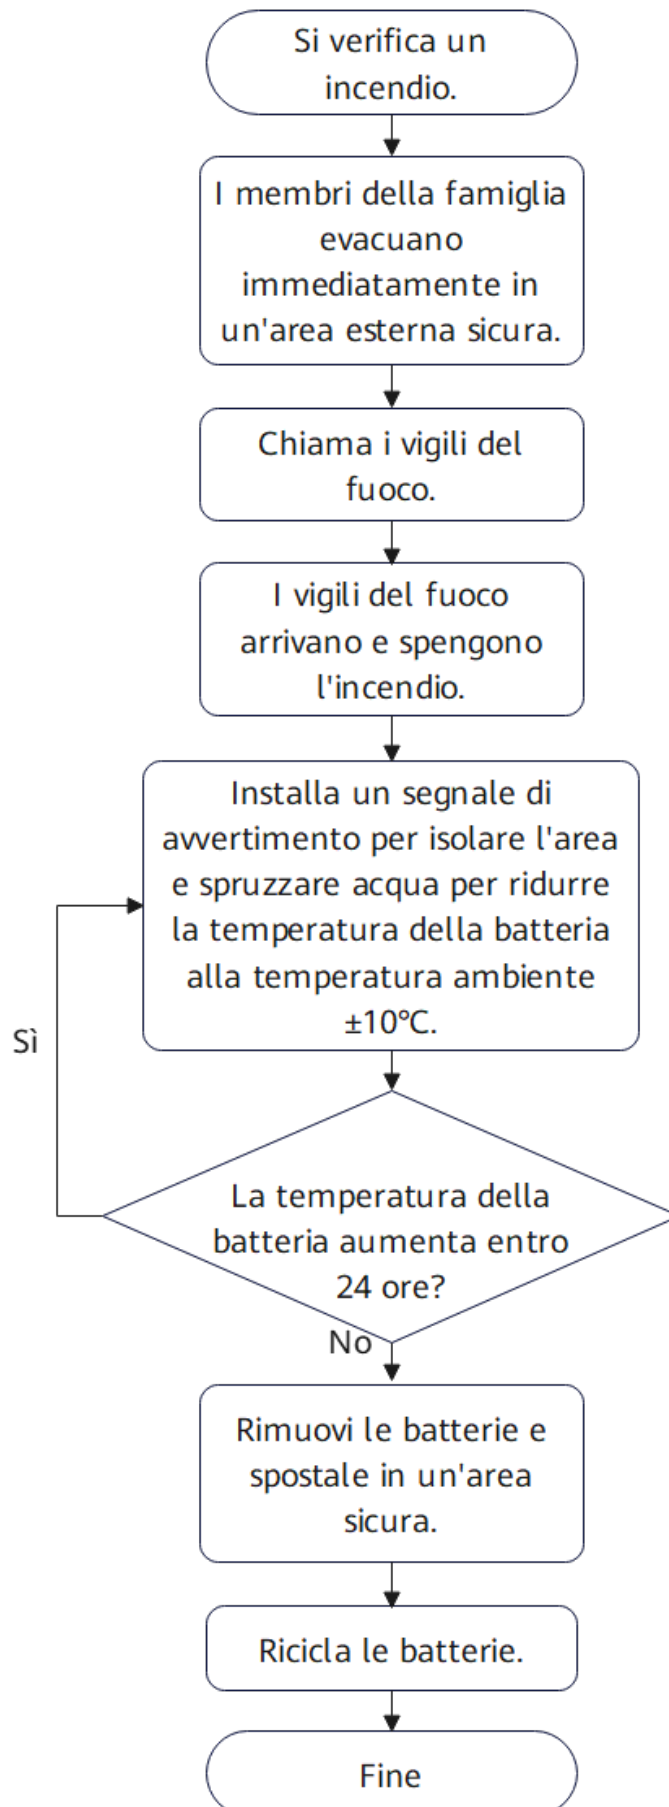 Si verifica un
incendio.
I membri della famiglia
evacuano
immediatamente in
un'area esterna sicura.
Chiama i vigili del
fuoco.
I vigili del fuoco
arrivano e spengono
l'incendio.
Installa un segnale di
avvertimento per isolare l'area
e spruzzare acqua per ridurre
la temperatura della batteria
alla temperatura ambiente
±10℃.
Sì
La temperatura della
batteria aumenta entro
24 ore?
No
Rimuovi le batterie e
spostale in un'area
sicura.
Ricicla le batterie.
Fine